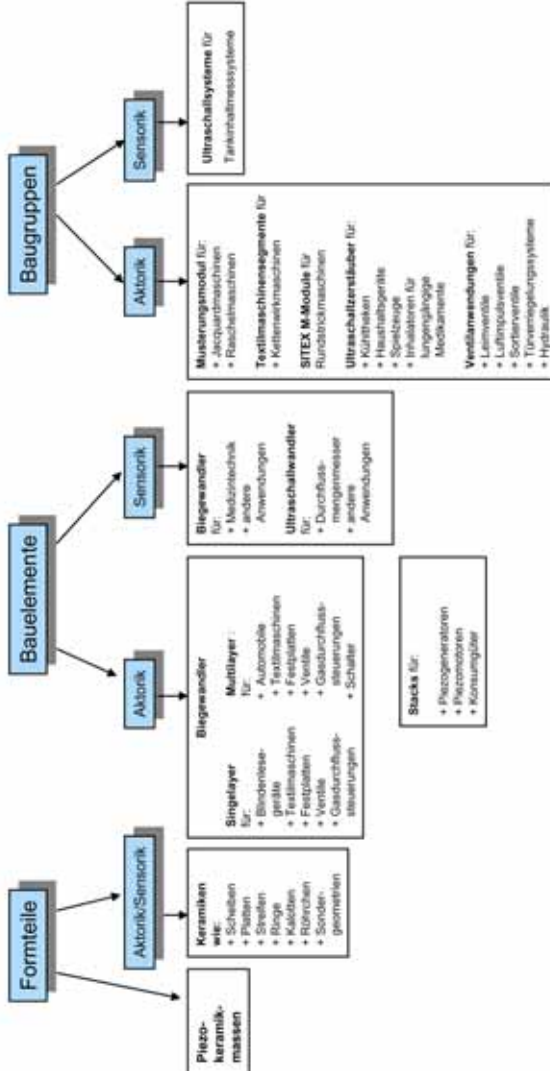 Formteile
Piezo-
keramik-
massen
Aktorik/Sensorik
Keramiken
wie:
+ Scheiben
+ Platten
+ Streifen
+ Ringe
+ Kalotten
+ Röhrchen
+ Sonder-
geometrien
Bauelemente
Aktorik
Biegewandler
Singelayer
für:
+ Blindenlese-
geräte
+ Textilmaschinen
+ Festplatten
+ Ventile
+ Gasdurchfluss-
steuerungen
Multilayer :
für:
+ Automobile
+ Textilmaschinen
+ Festplatten
+ Ventile
+ Gasdurchfluss-
steuerungen
+ Schalter
Stacks für:
+ Piezogeneratoren
+ Piezomotoren
+ Konsumgüter
Sensorik
Biegewandler
für:
+ Medizintechnik
+ andere
Anwendungen
Ultraschallwandler
für:
+ Durchfluss-
mengenmesser
+ andere
Anwendungen
Baugruppen
Aktorik
Musterungsmodul für:
+ Jacquardmaschinen
+ Raschelmaschinen
Textilmaschinensegmente für
+ Kettenwirkmaschinen
SITEX M-Module für
Rundstrickmaschinen
Ultraschallzerstäuber für:
+ Kühltheken
+ Haushaltsgeräte
+ Spielzeuge
+ Inhalatoren für
lungengängige
Medikamente
Ventilanwendungen für:
+ Leimventile
+ Luftimpulsventile
+ Sortierventile
+ Türverriegelungssysteme
+ Hydraulik
Sensorik
Ultraschallsysteme für
Tankinhaltmesssysteme